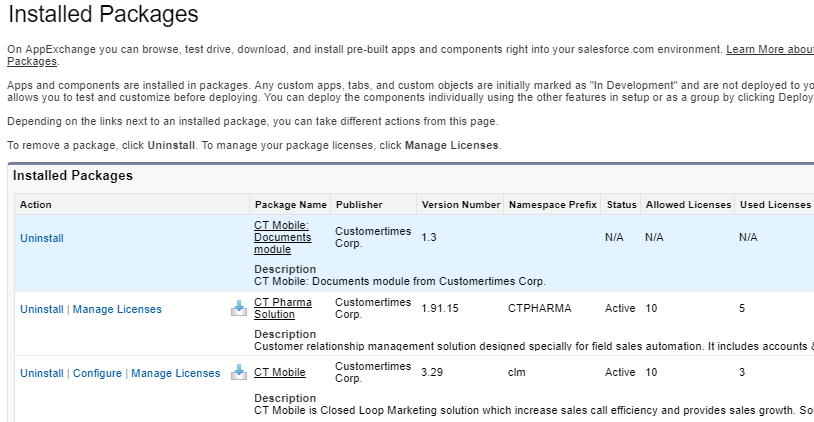 Installed Packages
On AppExchange you can browse, test drive, download, and install pre-built apps and components right into your salesforce.com environment. Learn More about
Packages.
Apps and components are installed in packages. Any custom apps, tabs, and custom objects are initially marked as "In Development" and are not deployed to
allows you to test and customize before deploying. You can deploy the components individually using the other features in setup or as a group by clicking Deploy
Depending on the links next to an installed package, you can take different actions from this page.
To remove a package, click Uninstall. To manage your package licenses, click Manage Licenses.
Installed Packages
Action Package Name Publisher Version Number Namespace Prefix Status Allowed Licenses Used Licenses
Uninstall CT Mobile: Documents module Customertimes Corp. 1.3 N/A N/A N/A
Description
CT Mobile: Documents module from Customertimes Corp.
Uninstall | Manage Licenses CT Pharma Solution Customertimes Corp. 1.91.15 CTPHARMA Active 10 5
Description
Customer relationship management solution designed specially for field sales automation. It includes accounts &
Uninstall | Configure | Manage Licenses CT Mobile Customertimes Corp. 3.29 clm Active 10 3
Description
CT Mobile is Closed Loop Marketing solution which increase sales call efficiency and provides sales growth.